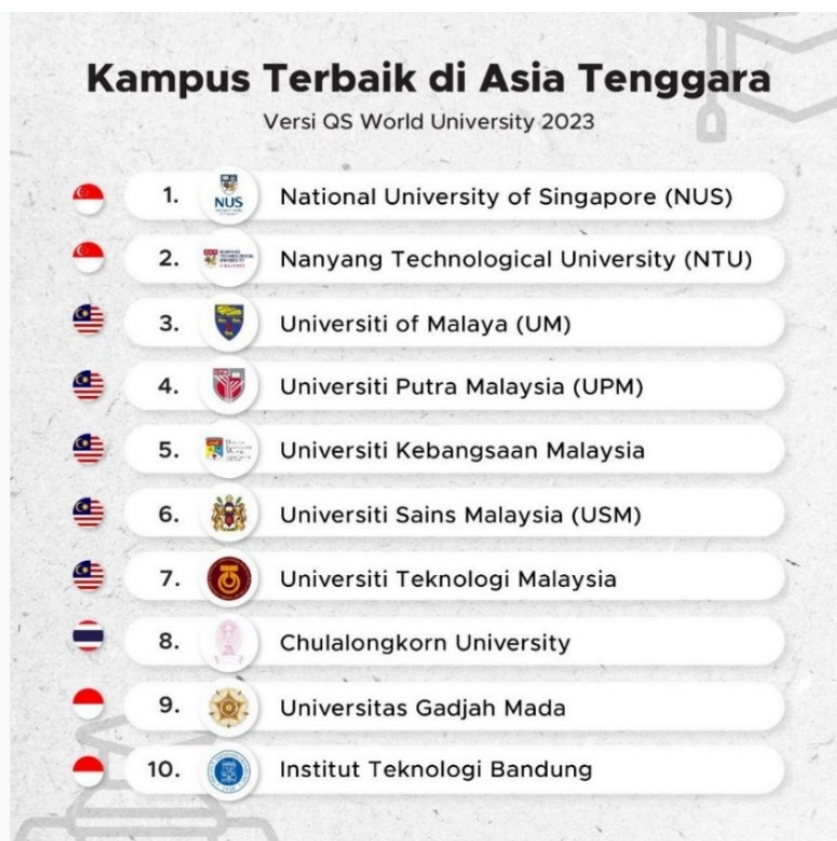 Kampus Terbaik di Asia Tenggara
Versi QS World University 2023
1. NUS National University of Singapore (NUS)
2. Nanyang Technological University (NTU)
3. Universiti of Malaya (UM)
4. Universiti Putra Malaysia (UPM)
5. Universiti Kebangsaan Malaysia
6. Universiti Sains Malaysia (USM)
7. Universiti Teknologi Malaysia
8. Chulalongkorn University
9. Universitas Gadjah Mada
10. Institut Teknologi Bandung